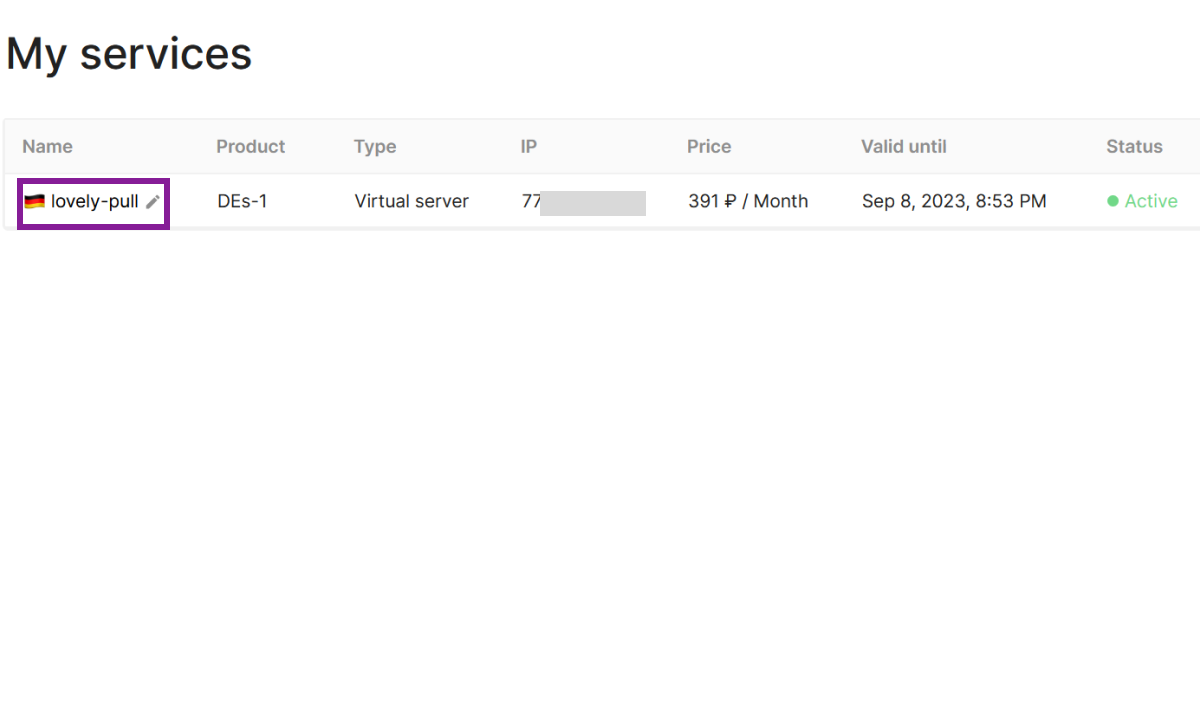 My services
Name Product Type IP Price Valid until Status
lovely-pull DEs-1 Virtual server 77 391 ₽ / Month Sep 8, 2023, 8:53 PM Active